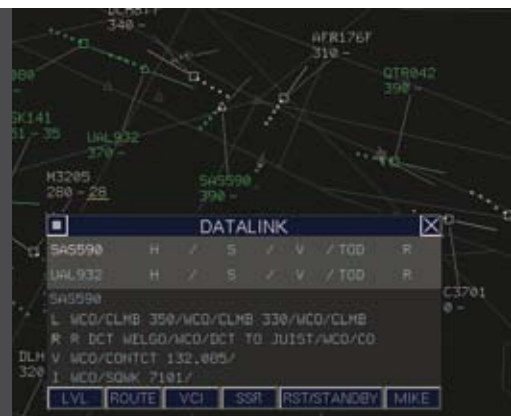 340 -
AFR176F
310 -
QTR042
390 -
UAL932
370 -
SAS590
390 -
M3205
280 - 28
DATALINK
SAS590 H / S / V / TOD R
UAL932 H / S / V / TOD R
SAS590
L WCO/CLMB 350/WCO/CLMB 330/WCO/CLMB
R R DCT WELGO/WCO/DCT TO JUIST/WCO/CO
V WCO/CONTCT 132.085/
I WCO/SQWK 7101/
C3701
0 -
DLH
320
LVL ROUTE VCI SSR RST/STANDBY MIKE